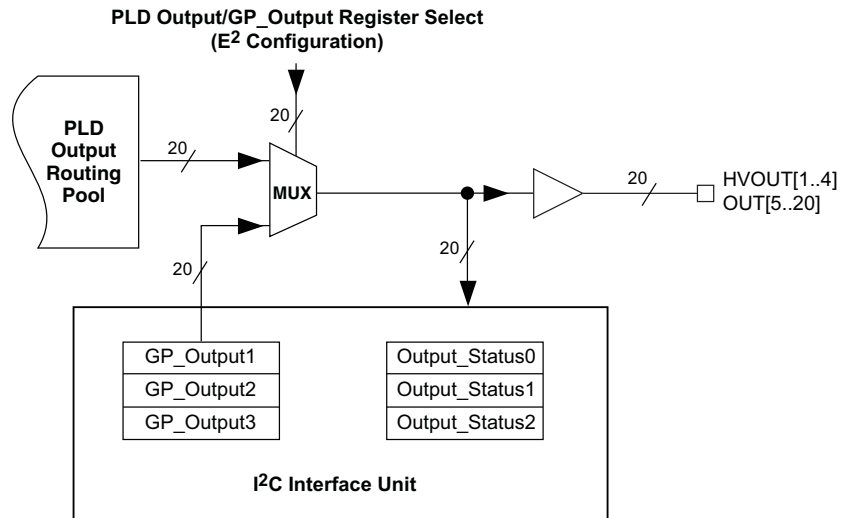 PLD Output/GP_Output Register Select
(E2 Configuration)
20
PLD
Output
Routing
Pool
20
MUX
20
HVOUT[1..4]
OUT[5..20]
20
20
GP_Output1
GP_Output2
GP_Output3
Output_Status0
Output_Status1
Output_Status2
I2C Interface Unit